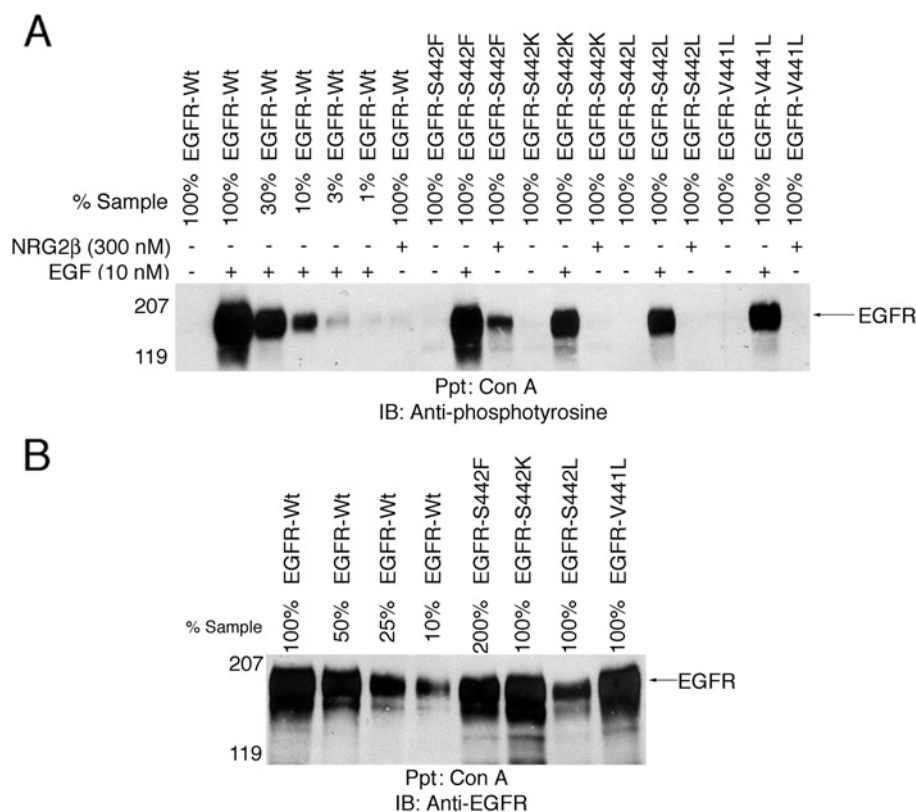 A
100% EGFR-Wt
100% EGFR-Wt
30% EGFR-Wt
10% EGFR-Wt
3% EGFR-Wt
1% EGFR-Wt
100% EGFR-Wt
100% EGFR-S442F
100% EGFR-S442F
100% EGFR-S442F
100% EGFR-S442K
100% EGFR-S442K
100% EGFR-S442K
100% EGFR-S442L
100% EGFR-S442L
100% EGFR-S442L
100% EGFR-V441L
100% EGFR-V441L
100% EGFR-V441L
% Sample
NRG2β (300 nM) - - - - - - + - - + - - + - - + - - +
EGF (10 nM) - + + + + + - - + - - + - - + - - + -
207
EGFR
119
Ppt: Con A
IB: Anti-phosphotyrosine
B
100% EGFR-Wt
50% EGFR-Wt
25% EGFR-Wt
10% EGFR-Wt
200% EGFR-S442F
100% EGFR-S442K
100% EGFR-S442L
100% EGFR-V441L
% Sample
207
EGFR
119
Ppt: Con A
IB: Anti-EGFR